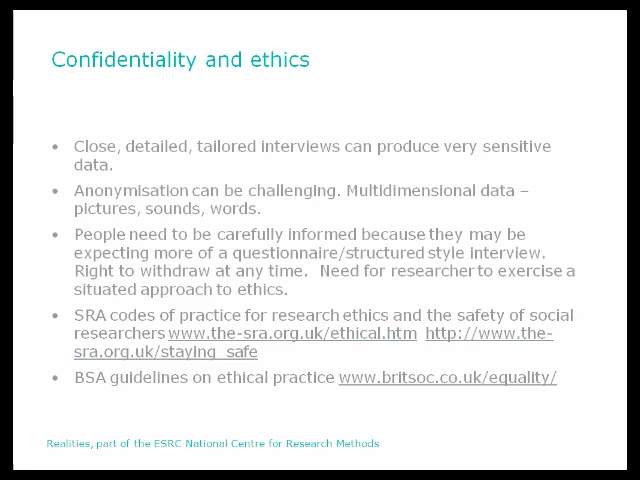 Confidentiality and ethics
• Close, detailed, tailored interviews can produce very sensitive
data.
• Anonymisation can be challenging. Multidimensional data –
pictures, sounds, words.
• People need to be carefully informed because they may be
expecting more of a questionnaire/structured style interview.
Right to withdraw at any time. Need for researcher to exercise a
situated approach to ethics.
• SRA codes of practice for research ethics and the safety of social
researchers www.the-sra.org.uk/ethical.htm http://www.the-
sra.org.uk/staying_safe
• BSA guidelines on ethical practice www.britsoc.co.uk/equality/
Realities, part of the ESRC National Centre for Research Methods